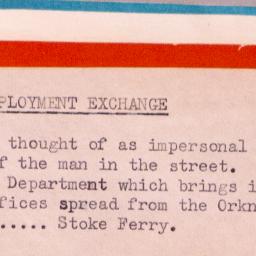 PLOYMENT EXCHANGE
thought of as impersonal
f the man in the street.
Department which brings i
ffices spread from the Orkn
..... Stoke Ferry.